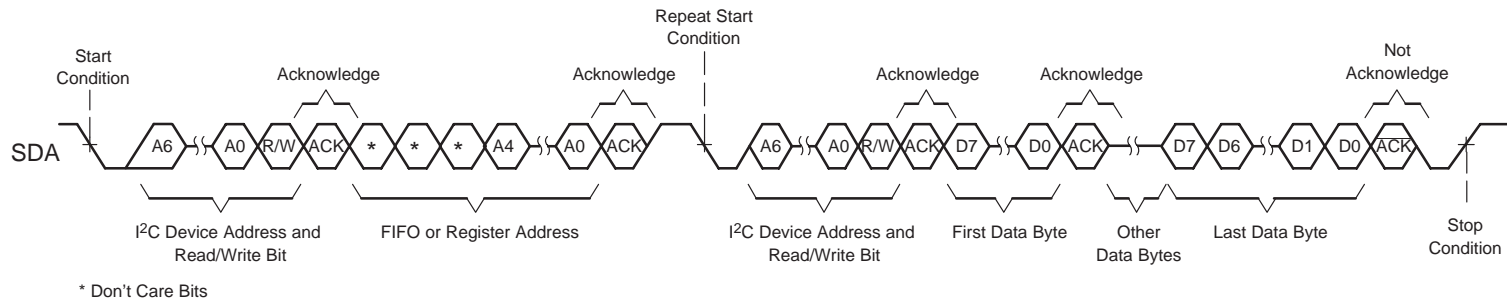 Start
Condition
Acknowledge
Acknowledge
Repeat Start
Condition
Acknowledge
Acknowledge
Not
Acknowledge
SDA
A6 A0 R/W ACK * * * A4 A0 ACK A6 A0 R/W ACK D7 D0 ACK D7 D6 D1 D0 A̅C̅K̅
I²C Device Address and
Read/Write Bit
FIFO or Register Address
I²C Device Address and
Read/Write Bit
First Data Byte
Other
Data Bytes
Last Data Byte
Stop
Condition
* Don't Care Bits